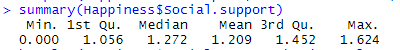 > summary(Happiness$Social.support)
Min. 1st Qu. Median Mean 3rd Qu. Max.
0.000 1.056 1.272 1.209 1.452 1.624